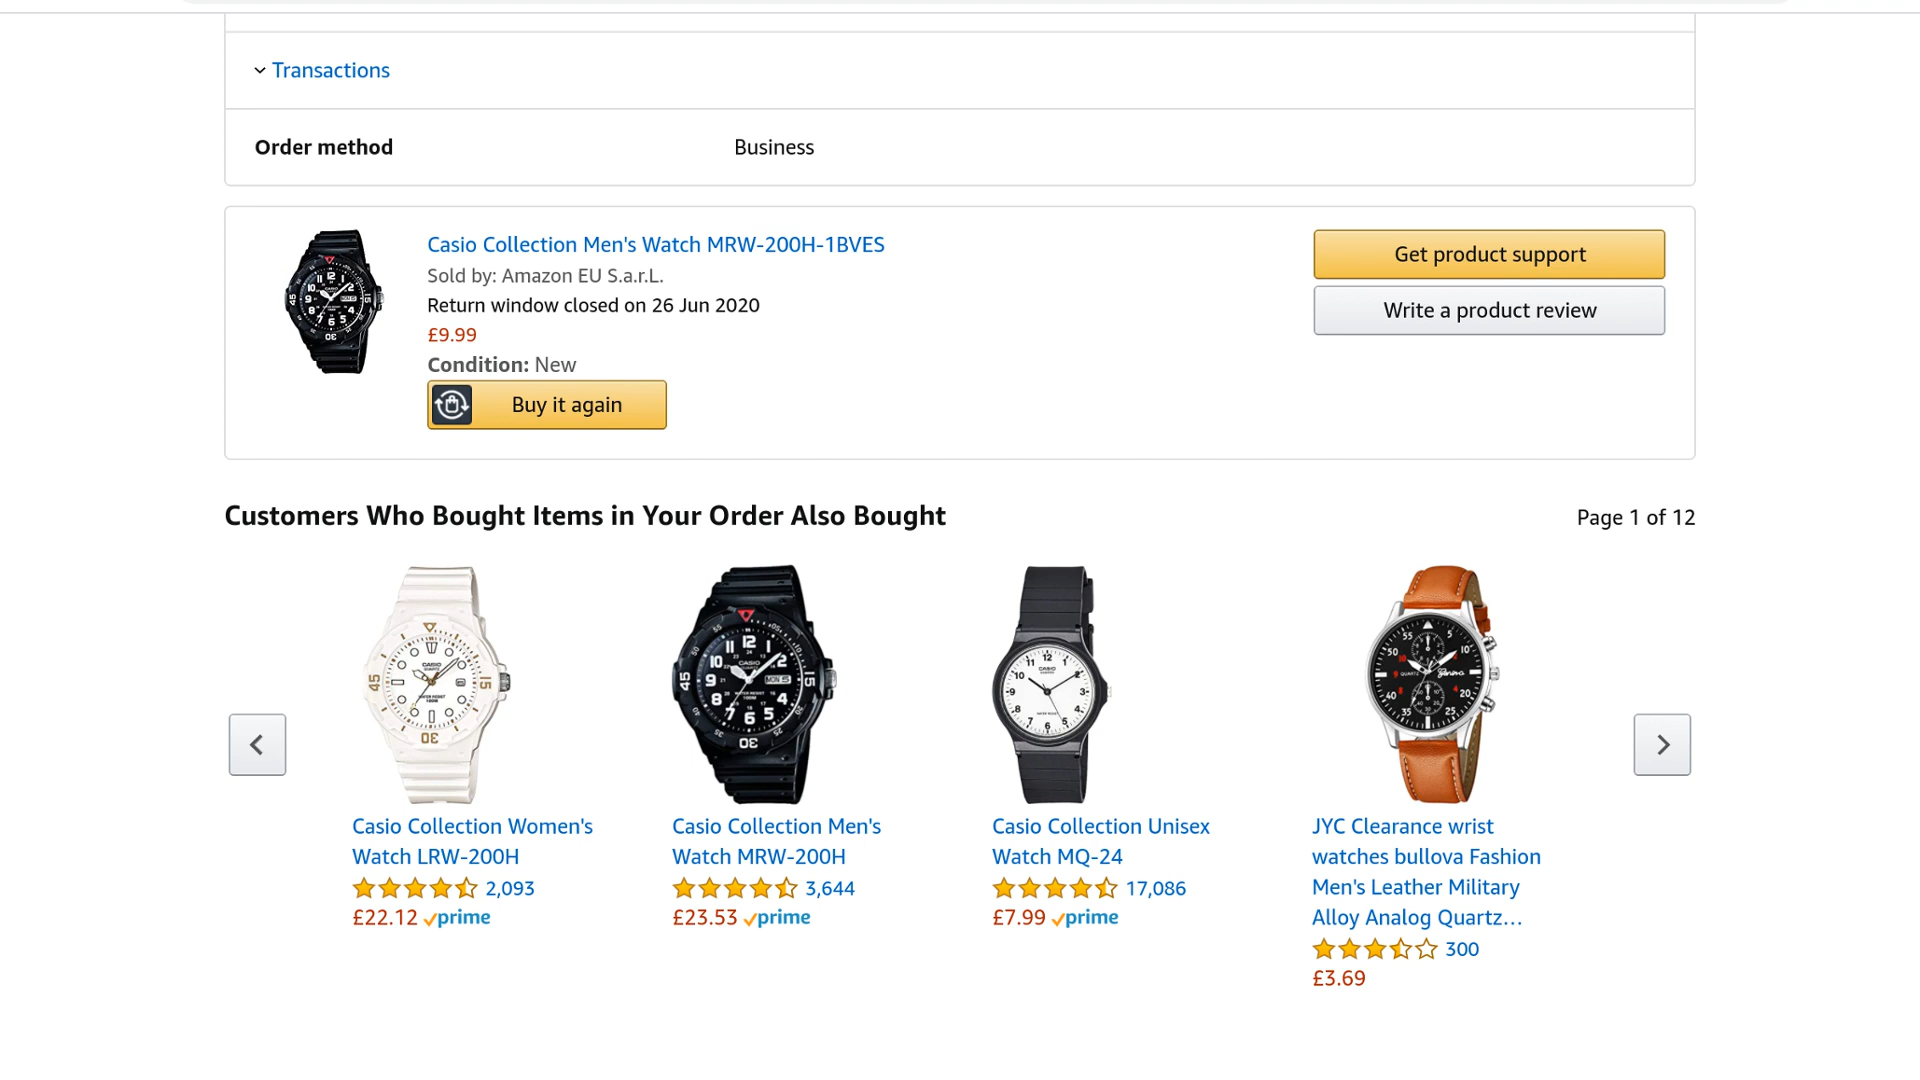 Transactions
Order method Business
Casio Collection Men's Watch MRW-200H-1BVES
Sold by: Amazon EU S.a.r.L.
Return window closed on 26 Jun 2020
£9.99
Condition: New
Buy it again
Get product support
Write a product review
Customers Who Bought Items in Your Order Also Bought
Page 1 of 12
Casio Collection Women's
Watch LRW-200H
2,093
£22.12 prime
Casio Collection Men's
Watch MRW-200H
3,644
£23.53 prime
Casio Collection Unisex
Watch MQ-24
17,086
£7.99 prime
JYC Clearance wrist
watches bullova Fashion
Men's Leather Military
Alloy Analog Quartz...
300
£3.69